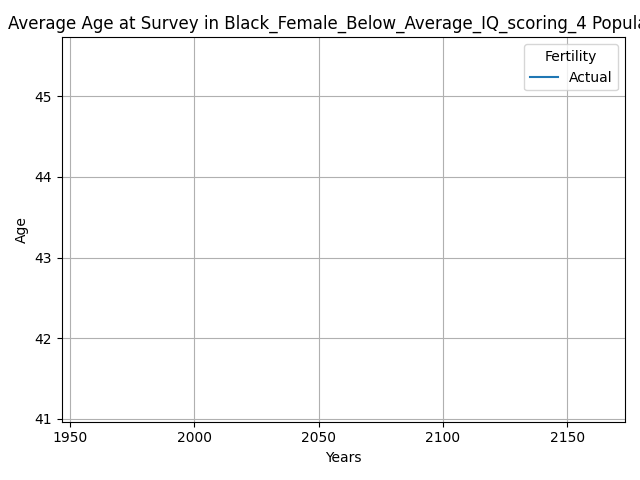 Average Age at Survey in Black_Female_Below_Average_IQ_scoring_4 Popula
Fertility
Actual
45
44
43
42
41
Age
1950 2000 2050 2100 2150
Years